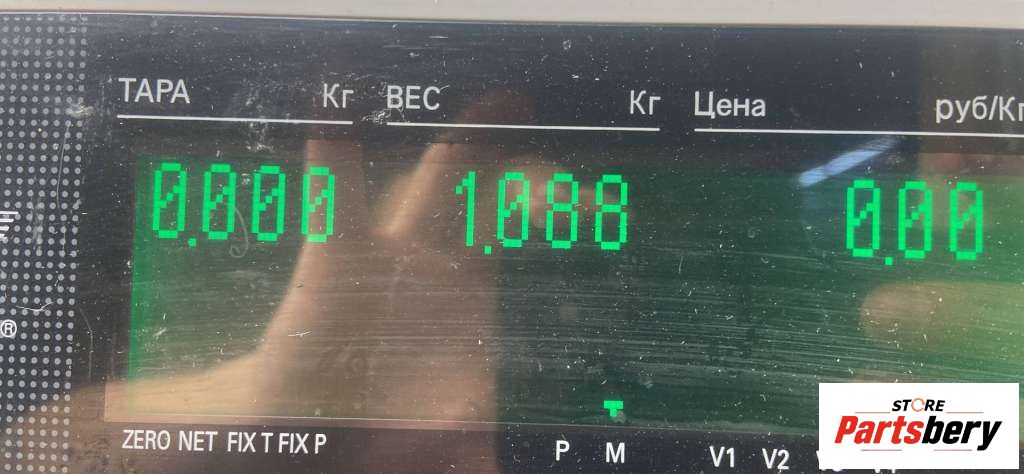 ТАРА Кг ВЕС Кг Цена руб/Кг
0.000 1.088 0.00
®
ZERO NET FIX T FIX P P M V1 V2
STORE
Partsbery